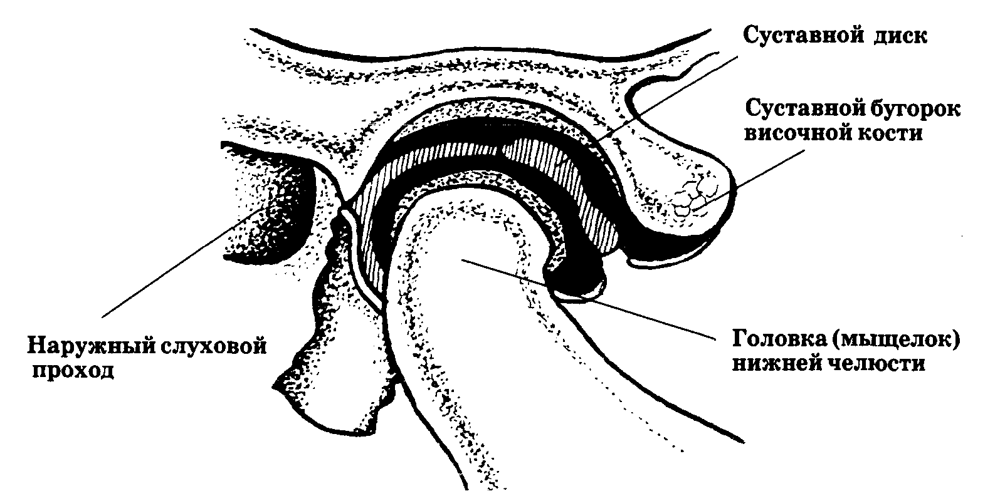 Суставной диск
Суставной бугорок
височной кости
Наружный слуховой
проход
Головка (мыщелок)
нижней челюсти